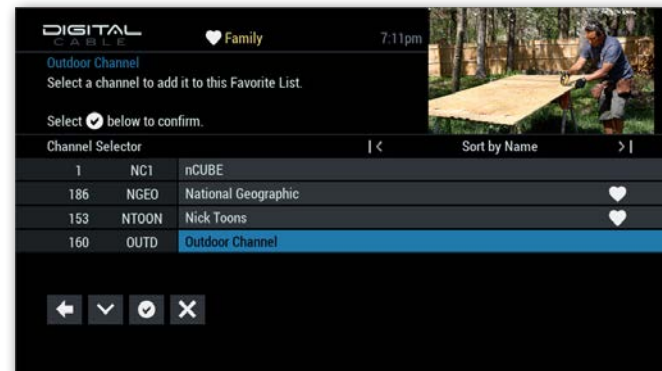 DIGITAL
CABLE
Family
7:11pm
Outdoor Channel
Select a channel to add it to this Favorite List.
Select below to confirm.
Channel Selector |< Sort by Name >|
1 NC1 nCUBE
186 NGEO National Geographic
153 NTOON Nick Toons
160 OUTD Outdoor Channel